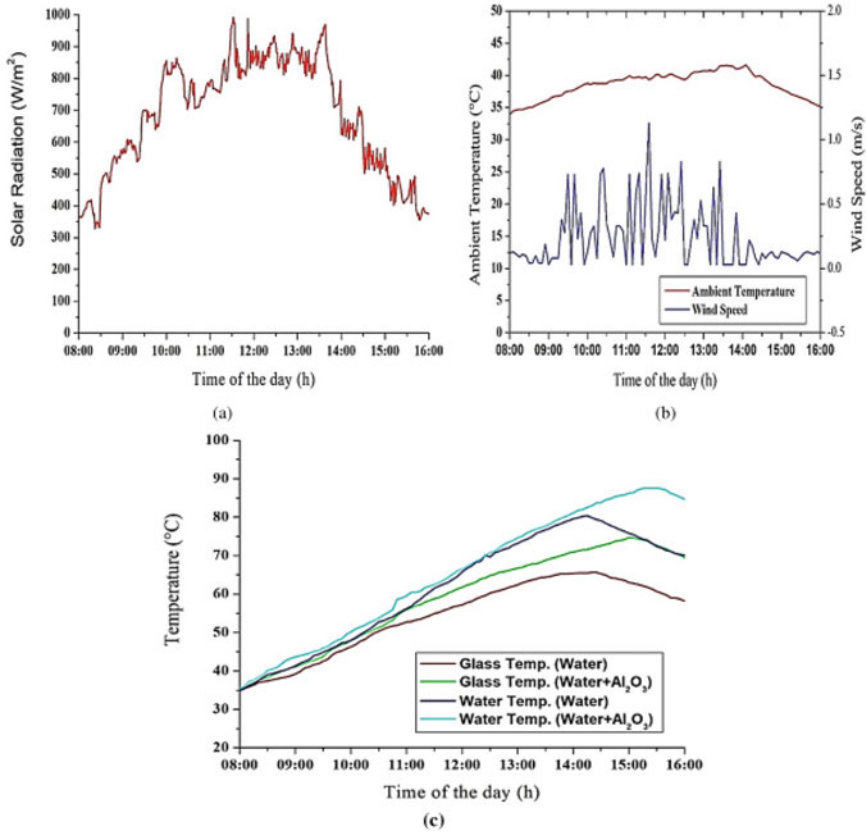 Solar Radiation (W/m²)
1000
900
800
700
600
500
400
300
200
100
0
08:00 09:00 10:00 11:00 12:00 13:00 14:00 15:00 16:00
Time of the day (h)
(a)
Ambient Temperature (°C)
50
45
40
35
30
25
20
15
10
5
0
Wind Speed (m/s)
2.0
1.5
1.0
0.5
0.0
-0.5
Ambient Temperature
Wind Speed
08:00 09:00 10:00 11:00 12:00 13:00 14:00 15:00 16:00
Time of the day (h)
(b)
Temperature (°C)
100
90
80
70
60
50
40
30
20
Glass Temp. (Water)
Glass Temp. (Water+Al₂O₃)
Water Temp. (Water)
Water Temp. (Water+Al₂O₃)
08:00 09:00 10:00 11:00 12:00 13:00 14:00 15:00 16:00
Time of the day (h)
(c)